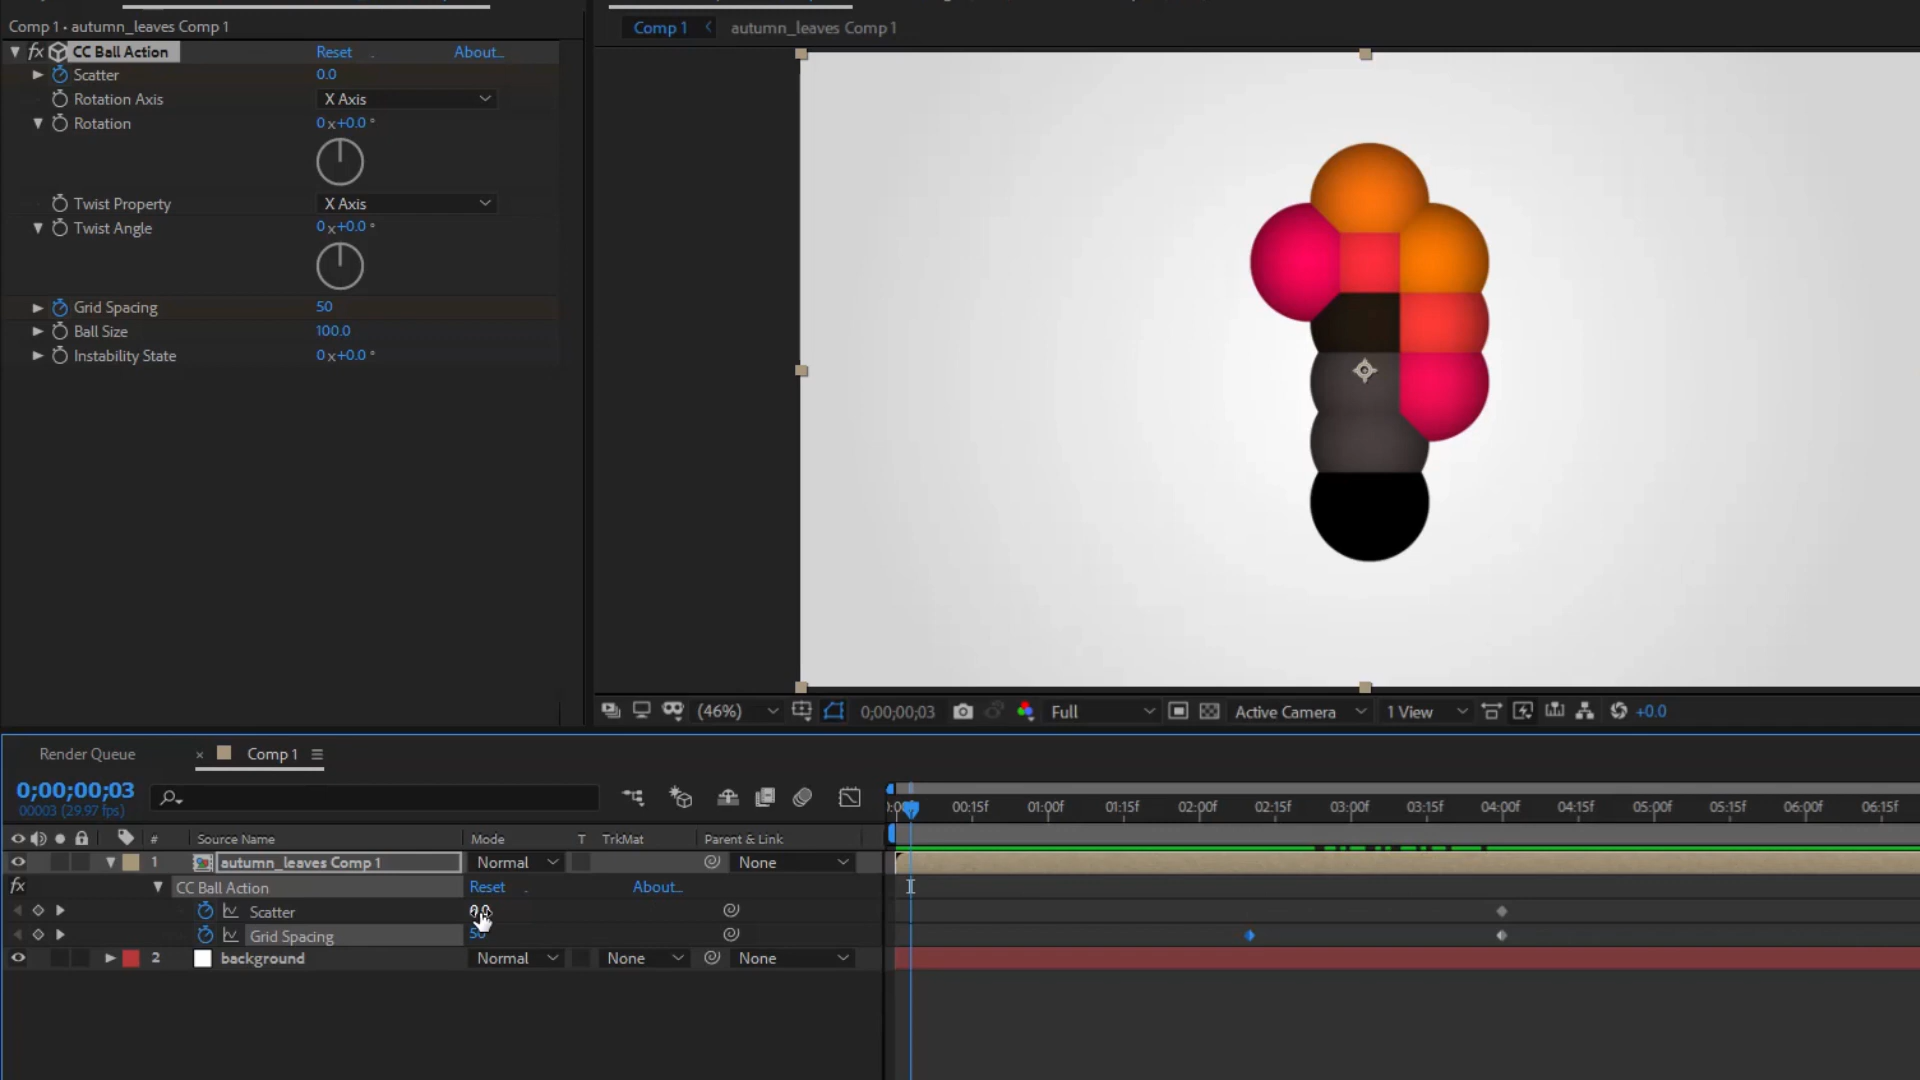 Comp 1 • autumn_leaves Comp 1
fx CC Ball Action Reset About...
Scatter 0.0
Rotation Axis X Axis
Rotation 0x+0.0°
Twist Property X Axis
Twist Angle 0x+0.0°
Grid Spacing 50
Ball Size 100.0
Instability State 0x+0.0°
Comp 1 autumn_leaves Comp 1
(46%) 0;00;00;03 Full Active Camera 1 View +0.0
Render Queue × Comp 1
0;00;00;03
00003 (29.97 fps)
00:15f 01:00f 01:15f 02:00f 02:15f 03:00f 03:15f 04:00f 04:15f 05:00f 05:15f 06:00f 06:15f
# Source Name Mode T TrkMat Parent & Link
1 autumn_leaves Comp 1 Normal None
fx CC Ball Action Reset About...
Scatter 0.0
Grid Spacing 50
2 background Normal None None